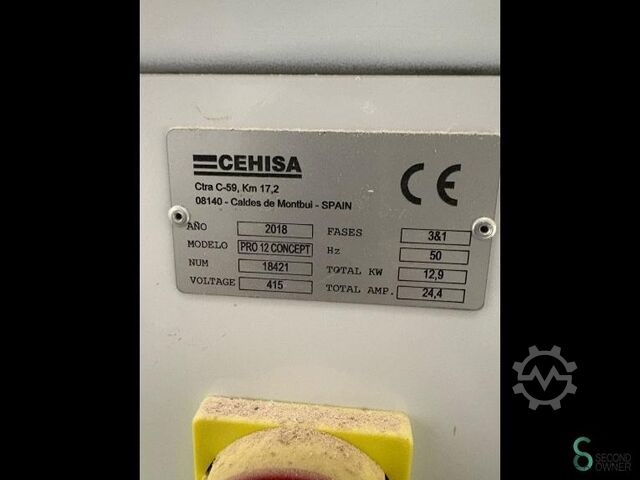 CEHISA
Ctra C-59, Km 17,2
08140 - Caldes de Montbui - SPAIN
CE
AÑO 2018 FASES 3&1
MODELO PRO 12 CONCEPT Hz 50
NUM 18421 TOTAL KW 12,9
VOLTAGE 415 TOTAL AMP. 24,4
SECOND
OWNER